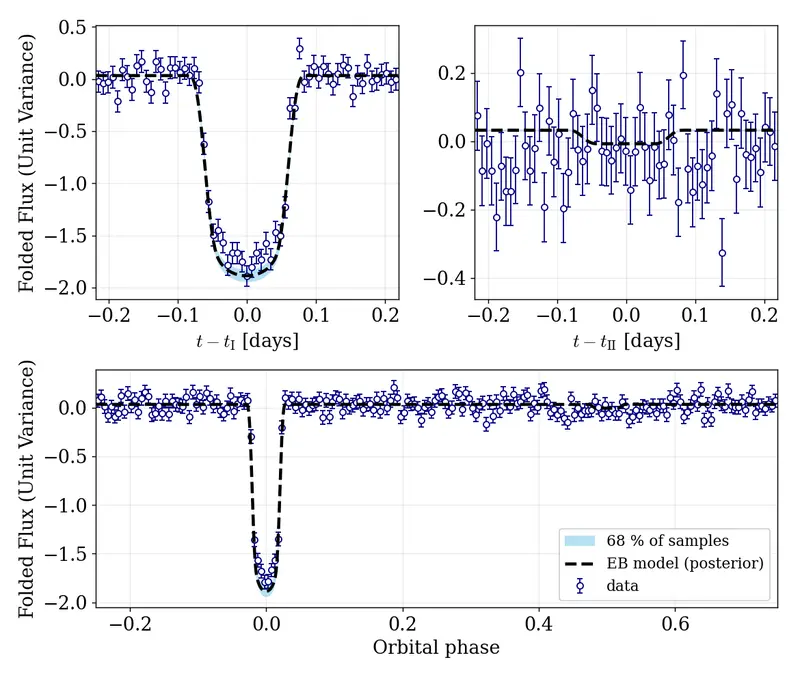 0.5
0.0
−0.5
−1.0
−1.5
−2.0
Folded Flux (Unit Variance)
−0.2 −0.1 0.0 0.1 0.2
t − tI [days]
0.2
0.0
−0.2
−0.4
−0.2 −0.1 0.0 0.1 0.2
t − tII [days]
0.0
−0.5
−1.0
−1.5
−2.0
Folded Flux (Unit Variance)
68 % of samples
EB model (posterior)
data
−0.2 0.0 0.2 0.4 0.6
Orbital phase